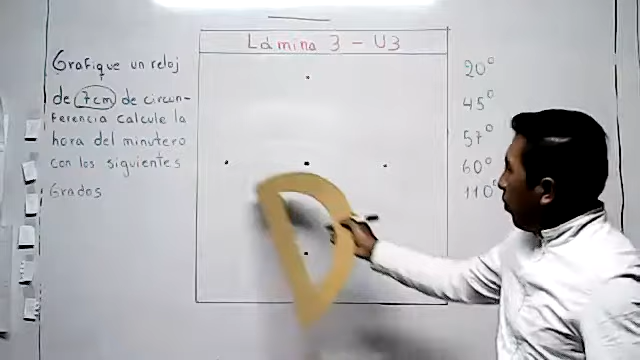 Lámina 3 - U3
Grafique un reloj
de 7cm de circun-
ferencia calcule la
hora del minutero
con los siguientes
Grados
20°
45°
57°
60°
110°